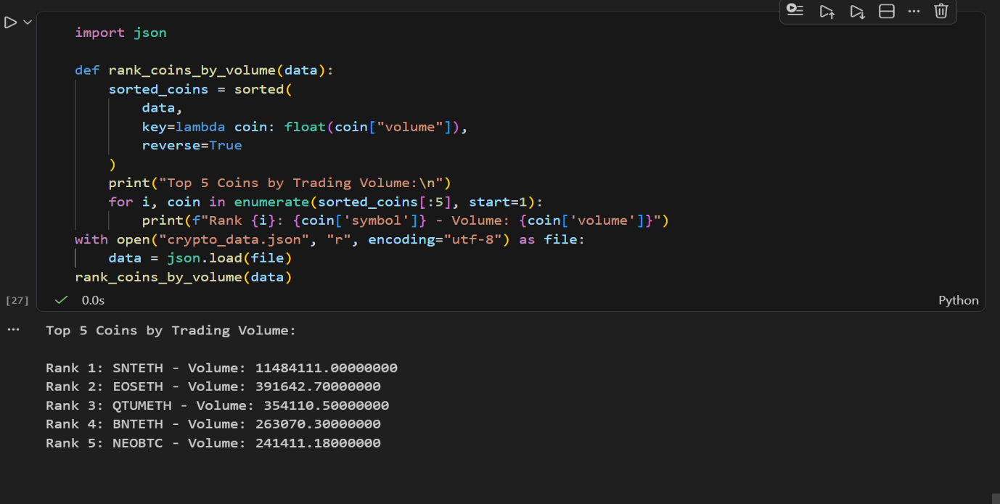 import json

def rank_coins_by_volume(data):
    sorted_coins = sorted(
        data,
        key=lambda coin: float(coin["volume"]),
        reverse=True
    )
    print("Top 5 Coins by Trading Volume:\n")
    for i, coin in enumerate(sorted_coins[:5], start=1):
        print(f"Rank {i}: {coin['symbol']} - Volume: {coin['volume']}")
with open("crypto_data.json", "r", encoding="utf-8") as file:
    data = json.load(file)
rank_coins_by_volume(data)
[27] 0.0s Python
Top 5 Coins by Trading Volume:

Rank 1: SNTETH - Volume: 11484111.00000000
Rank 2: EOSETH - Volume: 391642.70000000
Rank 3: QTUMETH - Volume: 354110.50000000
Rank 4: BNTETH - Volume: 263070.30000000
Rank 5: NEOBTC - Volume: 241411.18000000